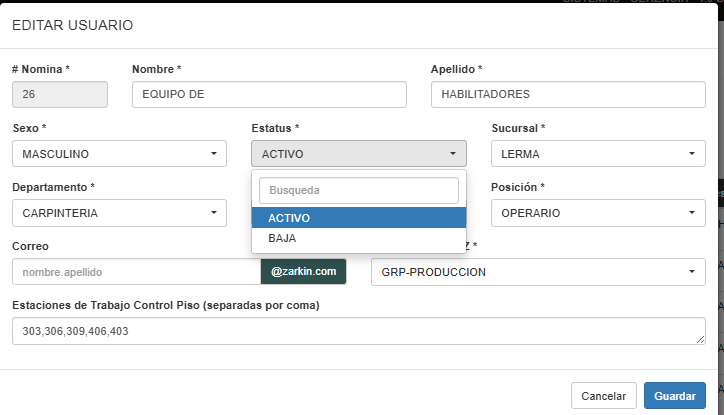 EDITAR USUARIO
# Nomina * Nombre * Apellido *
26 EQUIPO DE HABILITADORES
Sexo * Estatus * Sucursal *
MASCULINO ACTIVO LERMA
Busqueda
Departamento * Posición *
CARPINTERIA ACTIVO OPERARIO
BAJA
Correo *
nombre.apellido @zarkin.com GRP-PRODUCCION
Estaciones de Trabajo Control Piso (separadas por coma)
303,306,309,406,403
Cancelar Guardar